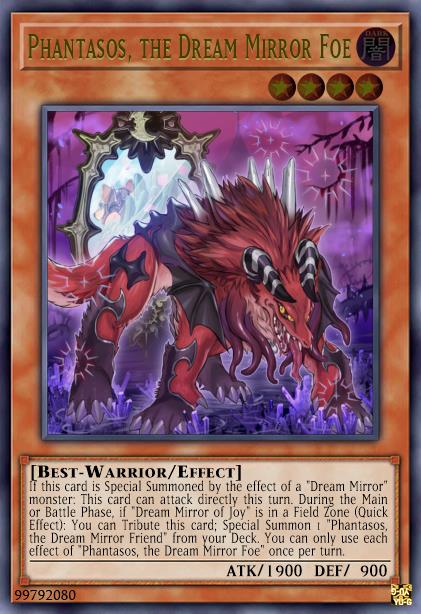 Phantasos, the Dream Mirror Foe
DARK
闇
[Best-Warrior/Effect]
If this card is Special Summoned by the effect of a "Dream Mirror"
monster: This card can attack directly this turn. During the Main
or Battle Phase, if "Dream Mirror of Joy" is in a Field Zone (Quick
Effect): You can Tribute this card; Special Summon 1 "Phantasos,
the Dream Mirror Friend" from your Deck. You can only use each
effect of "Phantasos, the Dream Mirror Foe" once per turn.
ATK/1900 DEF/ 900
99792080